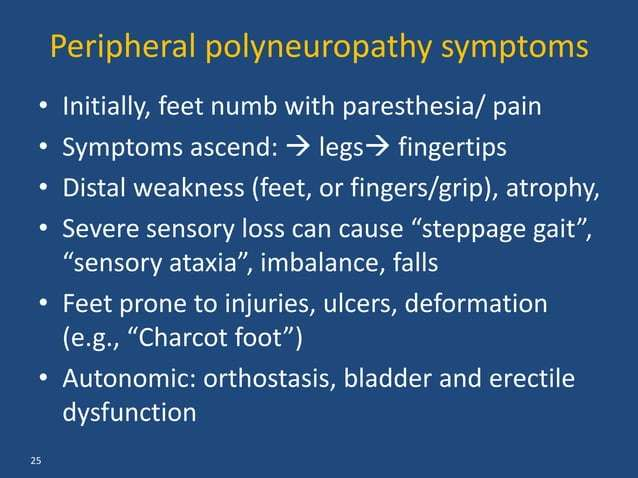 Peripheral polyneuropathy symptoms
• Initially, feet numb with paresthesia/ pain
• Symptoms ascend: → legs→ fingertips
• Distal weakness (feet, or fingers/grip), atrophy,
• Severe sensory loss can cause “steppage gait”,
“sensory ataxia”, imbalance, falls
• Feet prone to injuries, ulcers, deformation
(e.g., “Charcot foot”)
• Autonomic: orthostasis, bladder and erectile
dysfunction
25